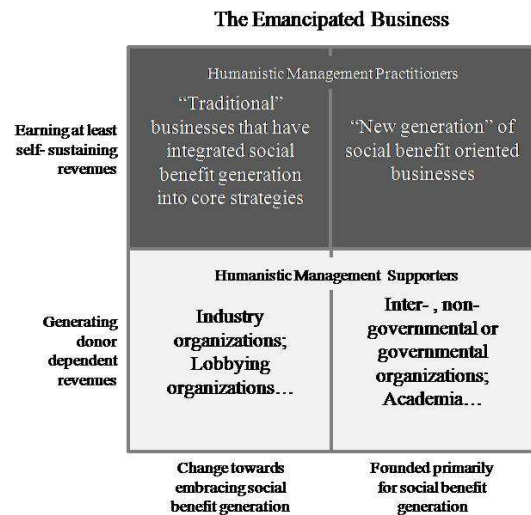 The Emancipated Business
Humanistic Management Practitioners
Earning at least
self- sustaining
revenues
“Traditional”
businesses that have
integrated social
benefit generation
into core strategies
“New generation” of
social benefit oriented
businesses
Humanistic Management Supporters
Generating
donor
dependent
revenues
Industry
organizations;
Lobbying
organizations…
Inter- , non-
governmental or
governmental
organizations;
Academia…
Change towards
embracing social
benefit generation
Founded primarily
for social benefit
generation